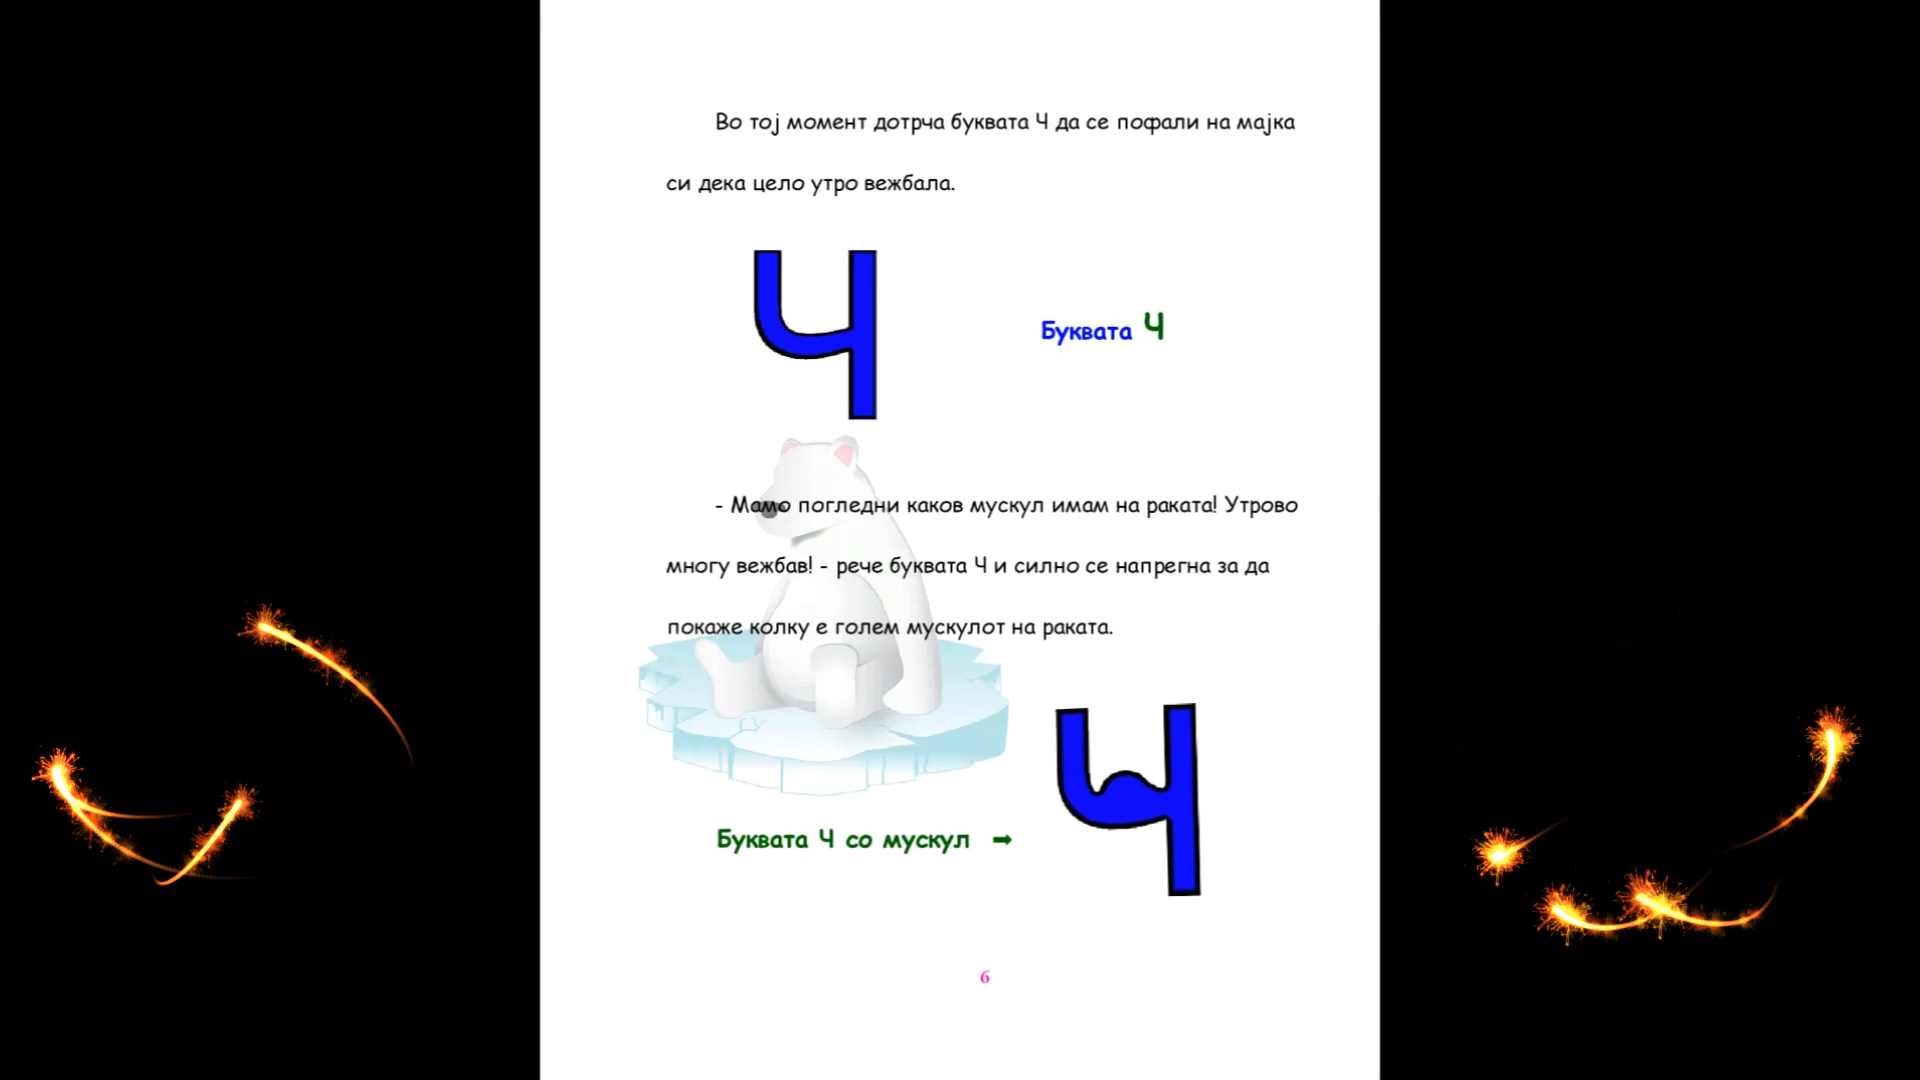 Во тој момент дотрча буквата Ч да се пофали на мајка
си дека цело утро вежбала.
Ч
Буквата Ч
- Мамо погледни каков мускул имам на раката! Утрово
многу вежбав! - рече буквата Ч и силно се напрегна за да
покаже колку е голем мускулот на раката.
Буквата Ч со мускул ➡
Ч
6